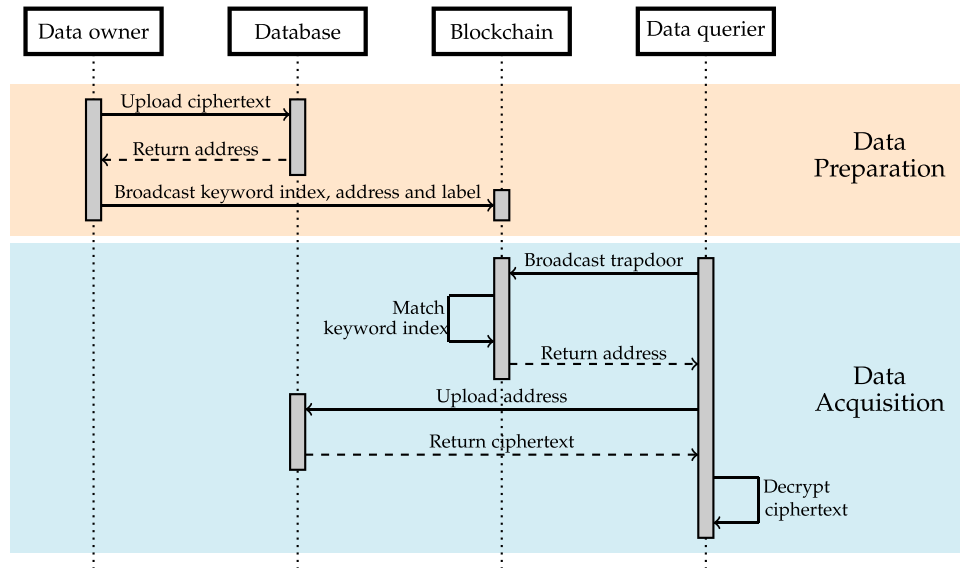 Data owner
Database
Blockchain
Data querier
Upload ciphertext
Return address
Broadcast keyword index, address and label
Data
Preparation
Broadcast trapdoor
Match
keyword index
Return address
Upload address
Return ciphertext
Decrypt
ciphertext
Data
Acquisition